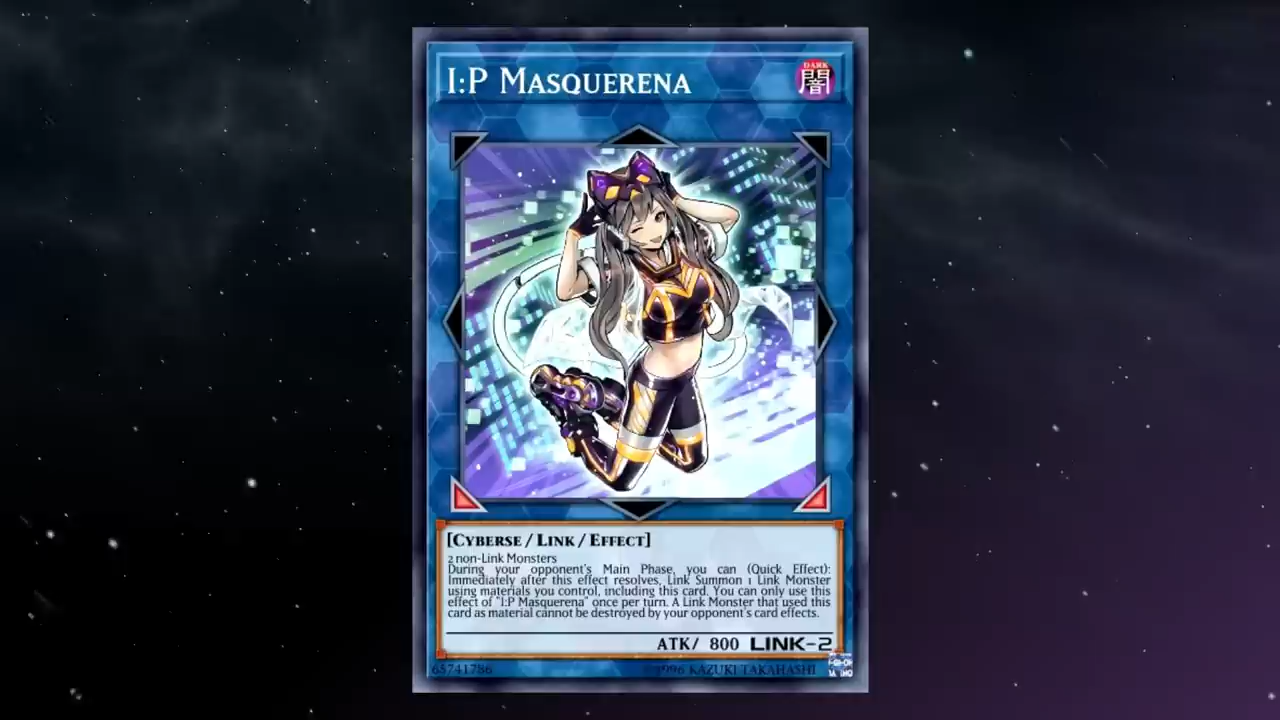 I:P MASQUERENA
DARK
闇
[CYBERSE / LINK / EFFECT]
2 non-Link Monsters
During your opponent's Main Phase, you can (Quick Effect):
Immediately after this effect resolves, Link Summon 1 Link Monster
using materials you control, including this card. You can only use this
effect of "I:P Masquerena" once per turn. A Link Monster that used this
card as material cannot be destroyed by your opponent's card effects.
ATK/ 800 LINK-2
65741786
1996 KAZUKI TAKAHASHI